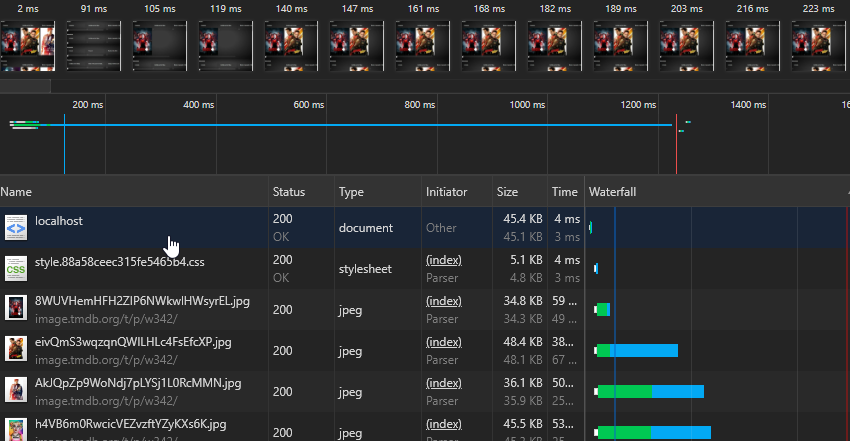 2 ms 91 ms 105 ms 119 ms 140 ms 147 ms 161 ms 168 ms 182 ms 189 ms 203 ms 216 ms 223 ms
200 ms 400 ms 600 ms 800 ms 1000 ms 1200 ms 1400 ms 16
Name Status Type Initiator Size Time Waterfall
localhost 200 document Other 45.4 KB 4 ms
OK 45.1 KB 3 ms
style.88a58ceec315fe5465b4.css 200 stylesheet (index) 5.1 KB 4 ms
OK Parser 4.8 KB 3 ms
8WUVHemHFH2ZIP6NWkwlHWsyrEL.jpg 200 jpeg (index) 34.8 KB 59 ...
image.tmdb.org/t/p/w342/ Parser 34.3 KB 49 ...
eivQmS3wqzqnQWILHLc4FsEfcXP.jpg 200 jpeg (index) 48.4 KB 38...
image.tmdb.org/t/p/w342/ Parser 48.1 KB 67 ...
AkJQpZp9WoNdj7pLYSj1L0RcMMN.jpg 200 jpeg (index) 36.1 KB 50...
image.tmdb.org/t/p/w342/ Parser 35.9 KB 25...
h4VB6m0RwcicVEZvzftYZyKXs6K.jpg 200 jpeg (index) 45.5 KB 53...
image.tmdb.org/t/p/w342/ Parser 45.3 KB